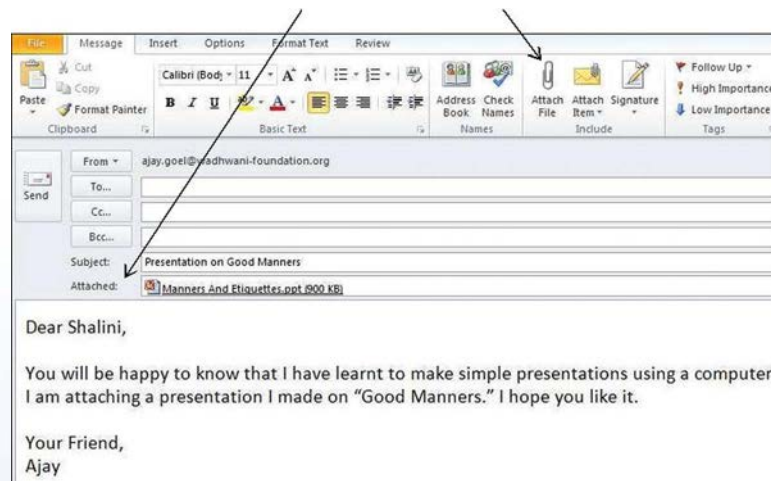 File Message Insert Options Format Text Review
Cut
Copy
Format Painter
Paste
Clipboard
Calibri (Body 11
A A
B I U A
Basic Text
Address Book
Check Names
Names
Attach File
Attach Item
Signature
Include
Follow Up
High Importance
Low Importance
Tags
Send
From ajay.goel@wadhwani-foundation.org
To...
Cc...
Bcc...
Subject: Presentation on Good Manners
Attached: Manners And Etiquettes.ppt (900 KB)
Dear Shalini,
You will be happy to know that I have learnt to make simple presentations using a computer
I am attaching a presentation I made on “Good Manners.” I hope you like it.
Your Friend,
Ajay